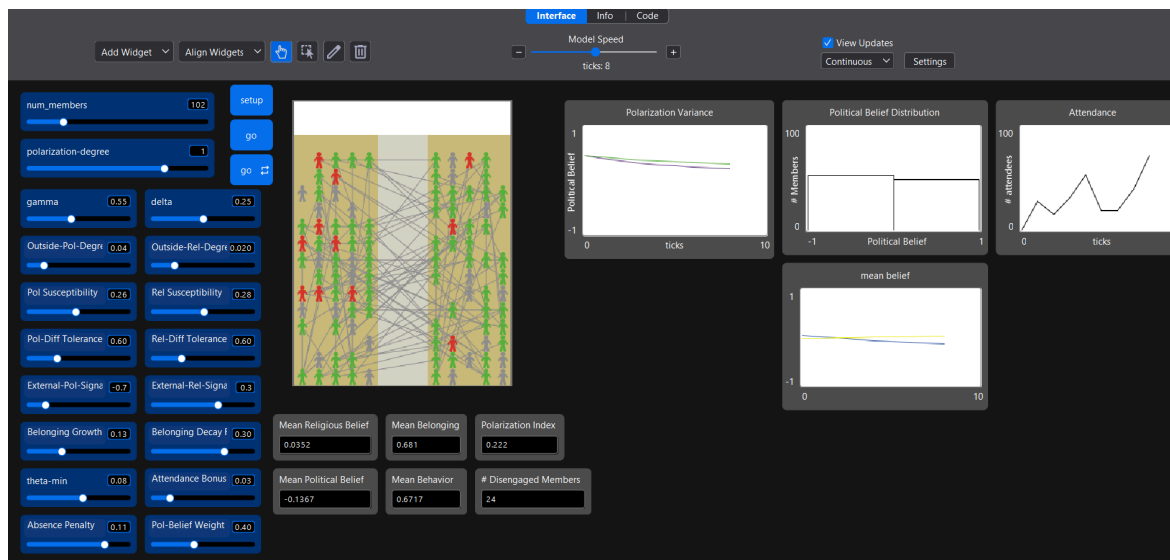 Interface Info Code
Add Widget Align Widgets
Model Speed
ticks: 8
View Updates
Continuous Settings
num_members 102
setup
go
polarization-degree 1
go
gamma 0.55
delta 0.25
Outside-Pol-Degre 0.04
Outside-Rel-Degre 0.020
Pol Susceptibility 0.26
Rel Susceptibility 0.28
Pol-Diff Tolerance 0.60
Rel-Diff Tolerance 0.60
External-Pol-Signa -0.7
External-Rel-Signa 0.3
Belonging Growth 0.13
Belonging Decay 0.30
theta-min 0.08
Attendance Bonus 0.03
Absence Penalty 0.11
Pol-Belief Weight 0.40
Polarization Variance
1
Political Belief
-1
0 ticks 10
Political Belief Distribution
100
# Members
0
-1 Political Belief 1
Attendance
100
# attendees
0
0 ticks
mean belief
1
-1
0 10
Mean Religious Belief
0.0352
Mean Belonging
0.681
Polarization Index
0.222
Mean Political Belief
-0.1367
Mean Behavior
0.6717
# Disengaged Members
24